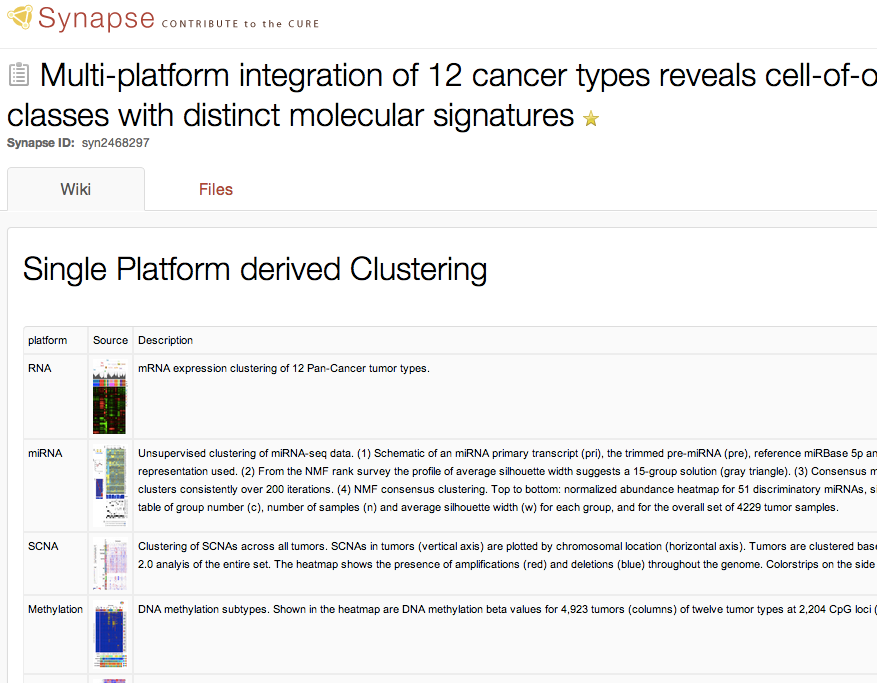 Synapse CONTRIBUTE to the CURE
Multi-platform integration of 12 cancer types reveals cell-of-o
classes with distinct molecular signatures
Synapse ID: syn2468297
Wiki Files
Single Platform derived Clustering
platform Source Description
RNA mRNA expression clustering of 12 Pan-Cancer tumor types.
miRNA Unsupervised clustering of miRNA-seq data. (1) Schematic of an miRNA primary transcript (pri), the trimmed pre-miRNA (pre), reference miRBase 5p an
representation used. (2) From the NMF rank survey the profile of average silhouette width suggests a 15-group solution (gray triangle). (3) Consensus m
clusters consistently over 200 iterations. (4) NMF consensus clustering. Top to bottom: normalized abundance heatmap for 51 discriminatory miRNAs, si
table of group number (c), number of samples (n) and average silhouette width (w) for each group, and for the overall set of 4229 tumor samples.
SCNA Clustering of SCNAs across all tumors. SCNAs in tumors (vertical axis) are plotted by chromosomal location (horizontal axis). Tumors are clustered base
2.0 analyis of the entire set. The heatmap shows the presence of amplifications (red) and deletions (blue) throughout the genome. Colorstrips on the side
Methylation DNA methylation subtypes. Shown in the heatmap are DNA methylation beta values for 4,923 tumors (columns) of twelve tumor types at 2,204 CpG loci (